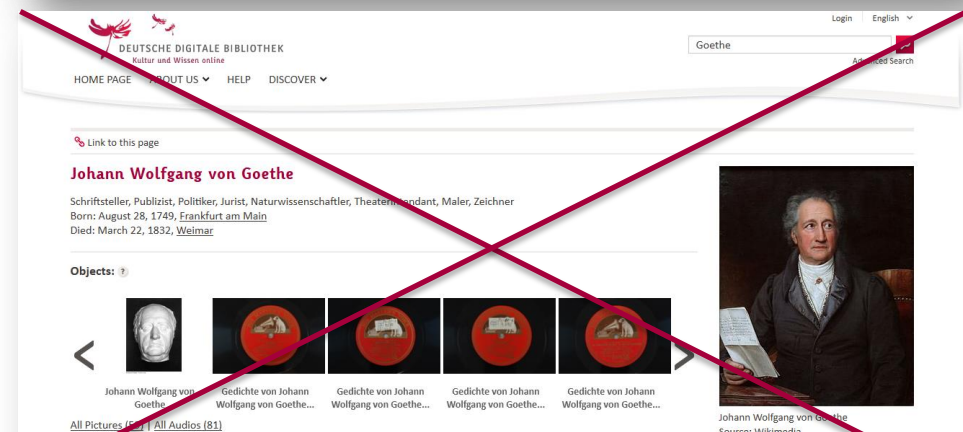 Login English
DEUTSCHE DIGITALE BIBLIOTHEK
Kultur und Wissen online
Goethe
Advanced Search
HOME PAGE ABOUT US HELP DISCOVER
Link to this page
Johann Wolfgang von Goethe
Schriftsteller, Publizist, Politiker, Jurist, Naturwissenschaftler, Theaterintendant, Maler, Zeichner
Born: August 28, 1749, Frankfurt am Main
Died: March 22, 1832, Weimar
Objects: ?
Johann Wolfgang von
Goethe
Gedichte von Johann
Wolfgang von Goethe...
Gedichte von Johann
Wolfgang von Goethe...
Gedichte von Johann
Wolfgang von Goethe...
Gedichte von Johann
Wolfgang von Goethe...
All Pictures | All Audios (81)
Johann Wolfgang von Goethe
Source: Wikimedia